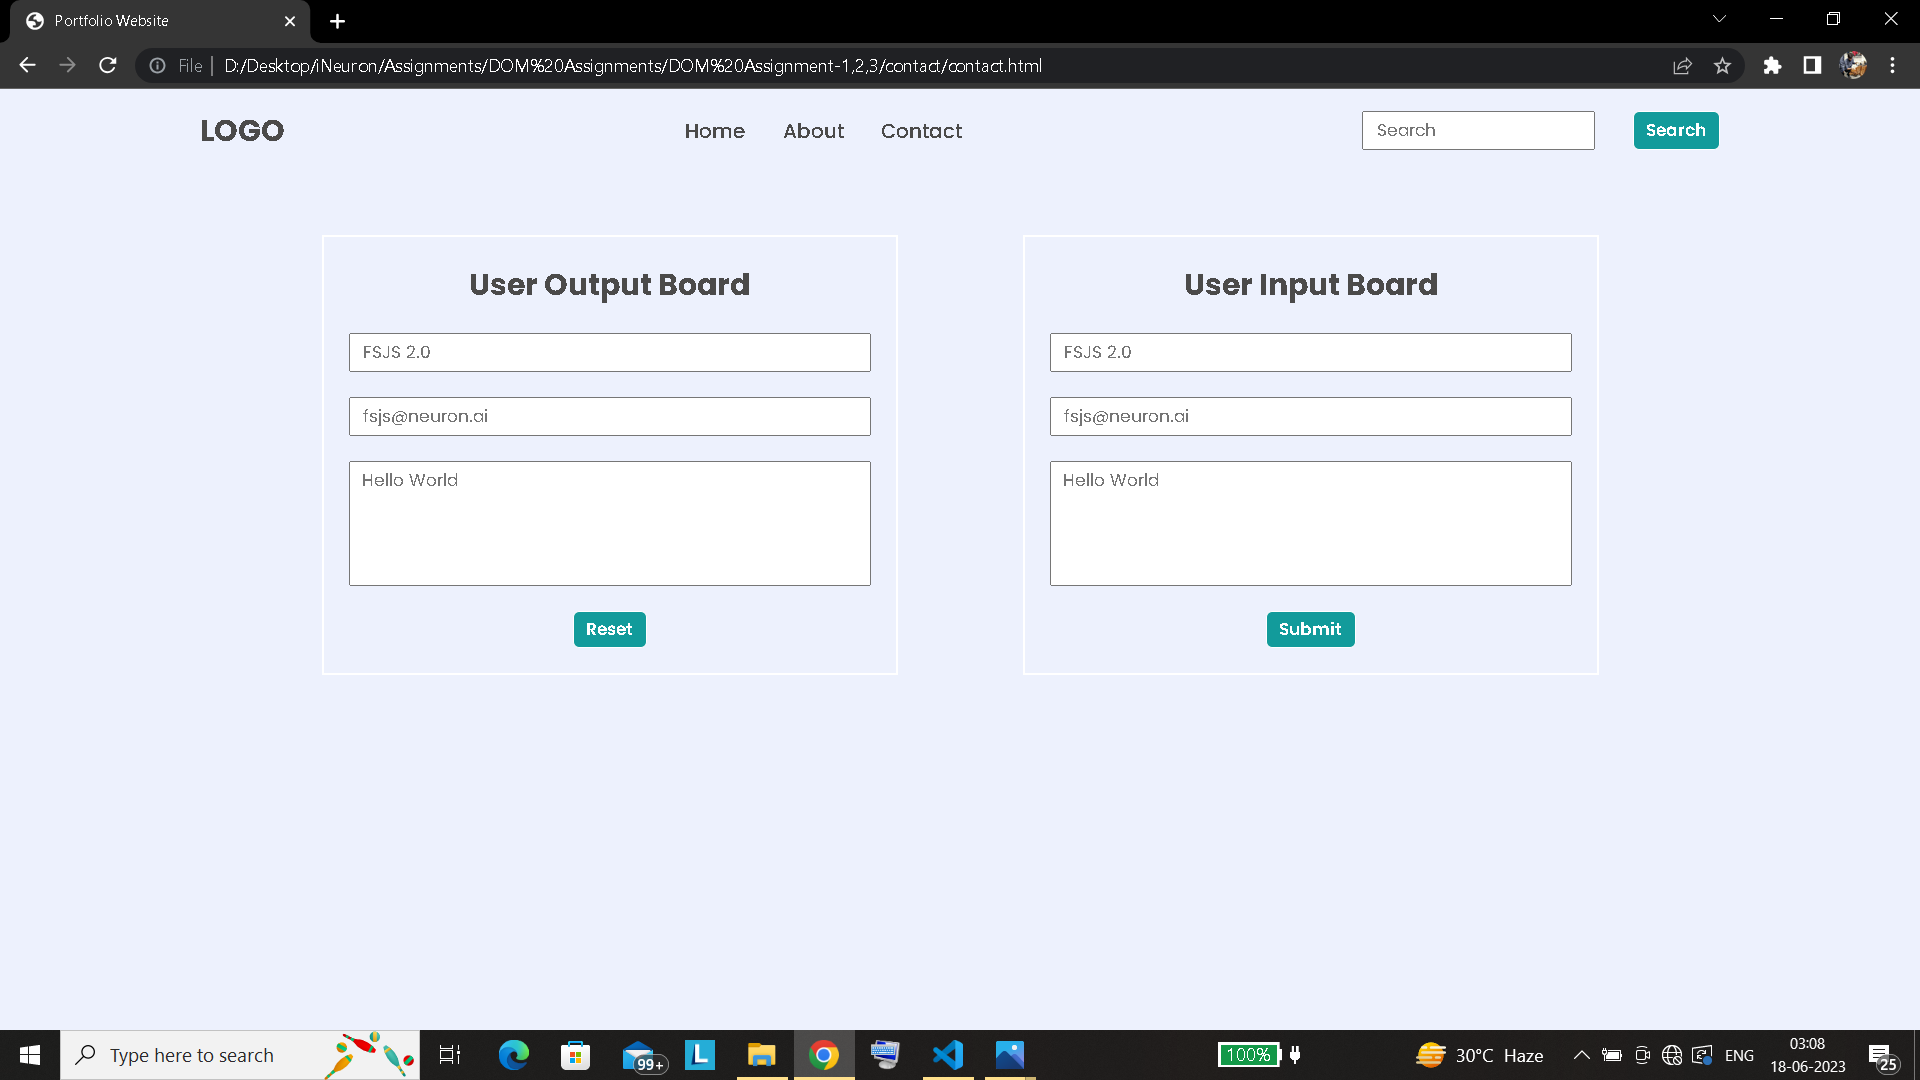 Portfolio Website
File | D:/Desktop/iNeuron/Assignments/DOM%20Assignments/DOM%20Assignment-1,2,3/contact/contact.html
LOGO Home About Contact Search Search
User Output Board
FSJS 2.0
fsjs@neuron.ai
Hello World
Reset
User Input Board
FSJS 2.0
fsjs@neuron.ai
Hello World
Submit
Type here to search 99+ L 100% 30°C Haze ENG 03:08
18-06-2023 25